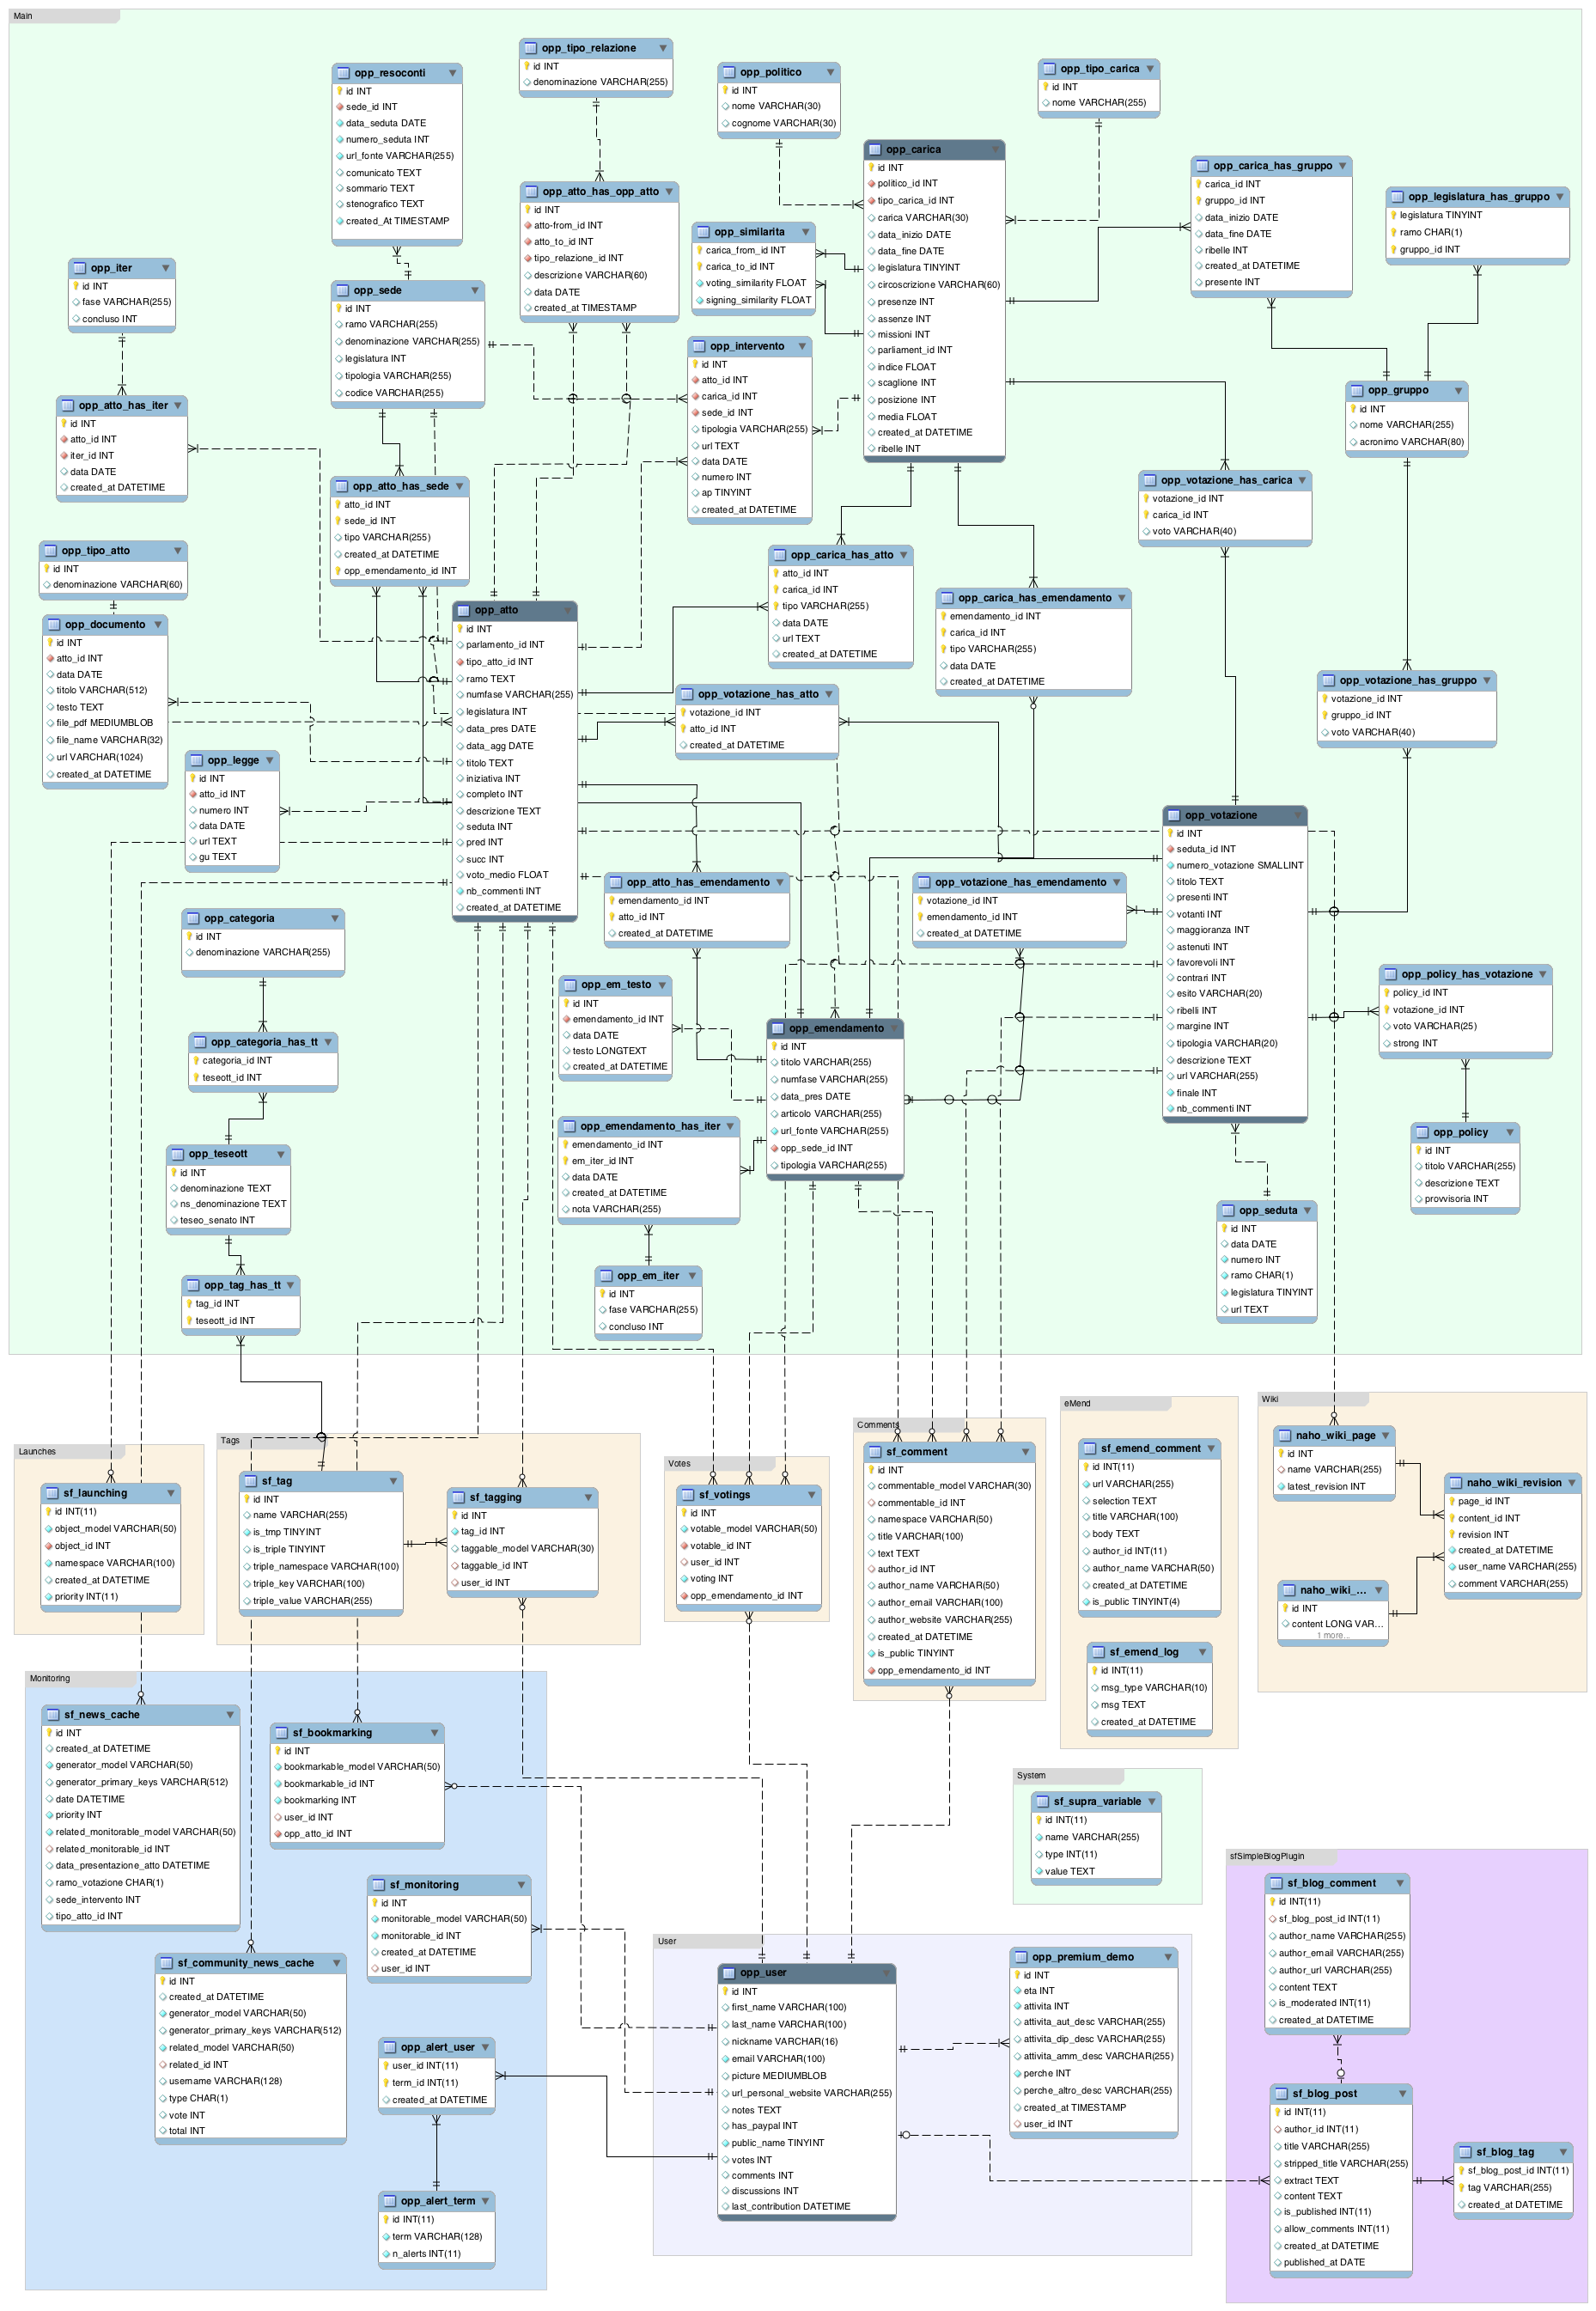 Main
opp_resoconti
id INT
sede_id INT
data_seduta DATE
numero_seduta INT
url_fonte VARCHAR(255)
comunicato TEXT
sommario TEXT
stenografico TEXT
created_At TIMESTAMP
opp_tipo_relazione
id INT
denominazione VARCHAR(255)
opp_politico
id INT
nome VARCHAR(30)
cognome VARCHAR(30)
opp_tipo_carica
id INT
nome VARCHAR(255)
opp_carica
id INT
politico_id INT
tipo_carica_id INT
carica VARCHAR(30)
data_inizio DATE
data_fine DATE
legislatura TINYINT
circoscrizione VARCHAR(60)
presenze INT
assenze INT
missioni INT
parliament_id INT
indice FLOAT
scaglione INT
posizione INT
media FLOAT
created_at DATETIME
ribelle INT
opp_carica_has_gruppo
carica_id INT
gruppo_id INT
data_inizio DATE
data_fine DATE
ribelle INT
created_at DATETIME
presente INT
opp_legislatura_has_gruppo
legislatura TINYINT
ramo CHAR(1)
gruppo_id INT
opp_atto_has_opp_atto
id INT
atto-from_id INT
atto_to_id INT
tipo_relazione_id INT
descrizione VARCHAR(60)
data DATE
created_at TIMESTAMP
opp_similarita
carica_from_id INT
carica_to_id INT
voting_similarity FLOAT
signing_similarity FLOAT
opp_iter
id INT
fase VARCHAR(255)
concluso INT
opp_sede
id INT
ramo VARCHAR(255)
denominazione VARCHAR(255)
legislatura INT
tipologia VARCHAR(255)
codice VARCHAR(255)
opp_intervento
id INT
atto_id INT
carica_id INT
sede_id INT
tipologia VARCHAR(255)
url TEXT
data DATE
numero INT
ap TINYINT
created_at DATETIME
opp_gruppo
id INT
nome VARCHAR(255)
acronimo VARCHAR(80)
opp_atto_has_iter
id INT
atto_id INT
iter_id INT
data DATE
created_at DATETIME
opp_atto_has_sede
atto_id INT
sede_id INT
tipo VARCHAR(255)
created_at DATETIME
opp_emendamento_id INT
opp_votazione_has_carica
votazione_id INT
carica_id INT
voto VARCHAR(40)
opp_tipo_atto
id INT
denominazione VARCHAR(60)
opp_carica_has_atto
atto_id INT
carica_id INT
tipo VARCHAR(255)
data DATE
url TEXT
created_at DATETIME
opp_carica_has_emendamento
emendamento_id INT
carica_id INT
tipo VARCHAR(255)
data DATE
created_at DATETIME
opp_documento
id INT
atto_id INT
data DATE
titolo VARCHAR(512)
testo TEXT
file_pdf MEDIUMBLOB
file_name VARCHAR(32)
url VARCHAR(1024)
created_at DATETIME
opp_atto
id INT
parlamento_id INT
tipo_atto_id INT
ramo TEXT
numfase VARCHAR(255)
legislatura INT
data_pres DATE
data_agg DATE
titolo TEXT
iniziativa INT
completo INT
descrizione TEXT
seduta INT
pred INT
succ INT
voto_medio FLOAT
nb_commenti INT
created_at DATETIME
opp_votazione_has_atto
votazione_id INT
atto_id INT
created_at DATETIME
opp_votazione_has_gruppo
votazione_id INT
gruppo_id INT
voto VARCHAR(40)
opp_legge
id INT
atto_id INT
numero INT
data DATE
url TEXT
gu TEXT
opp_votazione
id INT
seduta_id INT
numero_votazione SMALLINT
titolo TEXT
presenti INT
votanti INT
maggioranza INT
astenuti INT
favorevoli INT
contrari INT
esito VARCHAR(20)
ribelli INT
margine INT
tipologia VARCHAR(20)
descrizione TEXT
url VARCHAR(255)
finale INT
nb_commenti INT
opp_atto_has_emendamento
emendamento_id INT
atto_id INT
created_at DATETIME
opp_votazione_has_emendamento
votazione_id INT
emendamento_id INT
created_at DATETIME
opp_categoria
id INT
denominazione VARCHAR(255)
opp_em_testo
id INT
emendamento_id INT
data DATE
testo LONGTEXT
created_at DATETIME
opp_policy_has_votazione
policy_id INT
votazione_id INT
voto VARCHAR(25)
strong INT
opp_emendamento
id INT
titolo VARCHAR(255)
numfase VARCHAR(255)
data_pres DATE
articolo VARCHAR(255)
url_fonte VARCHAR(255)
opp_sede_id INT
tipologia VARCHAR(255)
opp_categoria_has_tt
categoria_id INT
teseott_id INT
opp_emendamento_has_iter
emendamento_id INT
em_iter_id INT
data DATE
created_at DATETIME
nota VARCHAR(255)
opp_policy
id INT
titolo VARCHAR(255)
descrizione TEXT
provvisoria INT
opp_teseott
id INT
denominazione TEXT
ns_denominazione TEXT
teseo_senato INT
opp_seduta
id INT
data DATE
numero INT
ramo CHAR(1)
legislatura TINYINT
url TEXT
opp_em_iter
id INT
fase VARCHAR(255)
concluso INT
opp_tag_has_tt
tag_id INT
teseott_id INT
Launches
sf_launching
id INT(11)
object_model VARCHAR(50)
object_id INT
namespace VARCHAR(100)
created_at DATETIME
priority INT(11)
Tags
sf_tag
id INT
name VARCHAR(255)
is_tmp TINYINT
is_triple TINYINT
triple_namespace VARCHAR(100)
triple_key VARCHAR(100)
triple_value VARCHAR(255)
sf_tagging
id INT
tag_id INT
taggable_model VARCHAR(30)
taggable_id INT
user_id INT
Votes
sf_votings
id INT
votable_model VARCHAR(50)
votable_id INT
user_id INT
voting INT
opp_emendamento_id INT
Comments
sf_comment
id INT
commentable_model VARCHAR(30)
commentable_id INT
namespace VARCHAR(50)
title VARCHAR(100)
text TEXT
author_id INT
author_name VARCHAR(50)
author_email VARCHAR(100)
author_website VARCHAR(255)
created_at DATETIME
is_public TINYINT
opp_emendamento_id INT
eMend
sf_emend_comment
id INT(11)
url VARCHAR(255)
selection TEXT
title VARCHAR(100)
body TEXT
author_id INT(11)
author_name VARCHAR(50)
created_at DATETIME
is_public TINYINT(4)
sf_emend_log
id INT(11)
msg_type VARCHAR(10)
msg TEXT
created_at DATETIME
Wiki
naho_wiki_page
id INT
name VARCHAR(255)
latest_revision INT
naho_wiki_revision
page_id INT
content_id INT
revision INT
created_at DATETIME
user_name VARCHAR(255)
comment VARCHAR(255)
naho_wiki_...
id INT
content LONG VAR...
1 more...
Monitoring
sf_news_cache
id INT
created_at DATETIME
generator_model VARCHAR(50)
generator_primary_keys VARCHAR(512)
date DATETIME
priority INT
related_monitorable_model VARCHAR(50)
related_monitorable_id INT
data_presentazione_atto DATETIME
ramo_votazione CHAR(1)
sede_intervento INT
tipo_atto_id INT
sf_bookmarking
id INT
bookmarkable_model VARCHAR(50)
bookmarkable_id INT
bookmarking INT
user_id INT
opp_atto_id INT
sf_monitoring
id INT
monitorable_model VARCHAR(50)
monitorable_id INT
created_at DATETIME
user_id INT
sf_community_news_cache
id INT
created_at DATETIME
generator_model VARCHAR(50)
generator_primary_keys VARCHAR(512)
related_model VARCHAR(50)
related_id INT
username VARCHAR(128)
type CHAR(1)
vote INT
total INT
opp_alert_user
user_id INT(11)
term_id INT(11)
created_at DATETIME
opp_alert_term
id INT(11)
term VARCHAR(128)
n_alerts INT(11)
System
sf_supra_variable
id INT(11)
name VARCHAR(255)
type INT(11)
value TEXT
User
opp_user
id INT
first_name VARCHAR(100)
last_name VARCHAR(100)
nickname VARCHAR(16)
email VARCHAR(100)
picture MEDIUMBLOB
url_personal_website VARCHAR(255)
notes TEXT
has_paypal INT
public_name TINYINT
votes INT
comments INT
discussions INT
last_contribution DATETIME
opp_premium_demo
id INT
eta INT
attivita INT
attivita_aut_desc VARCHAR(255)
attivita_dip_desc VARCHAR(255)
attivita_amm_desc VARCHAR(255)
perche INT
perche_altro_desc VARCHAR(255)
created_at TIMESTAMP
user_id INT
sfSimpleBlogPlugin
sf_blog_comment
id INT(11)
sf_blog_post_id INT(11)
author_name VARCHAR(255)
author_email VARCHAR(255)
author_url VARCHAR(255)
content TEXT
is_moderated INT(11)
created_at DATETIME
sf_blog_post
id INT(11)
author_id INT(11)
title VARCHAR(255)
stripped_title VARCHAR(255)
extract TEXT
content TEXT
is_published INT(11)
allow_comments INT(11)
created_at DATETIME
published_at DATE
sf_blog_tag
sf_blog_post_id INT(11)
tag VARCHAR(255)
created_at DATETIME